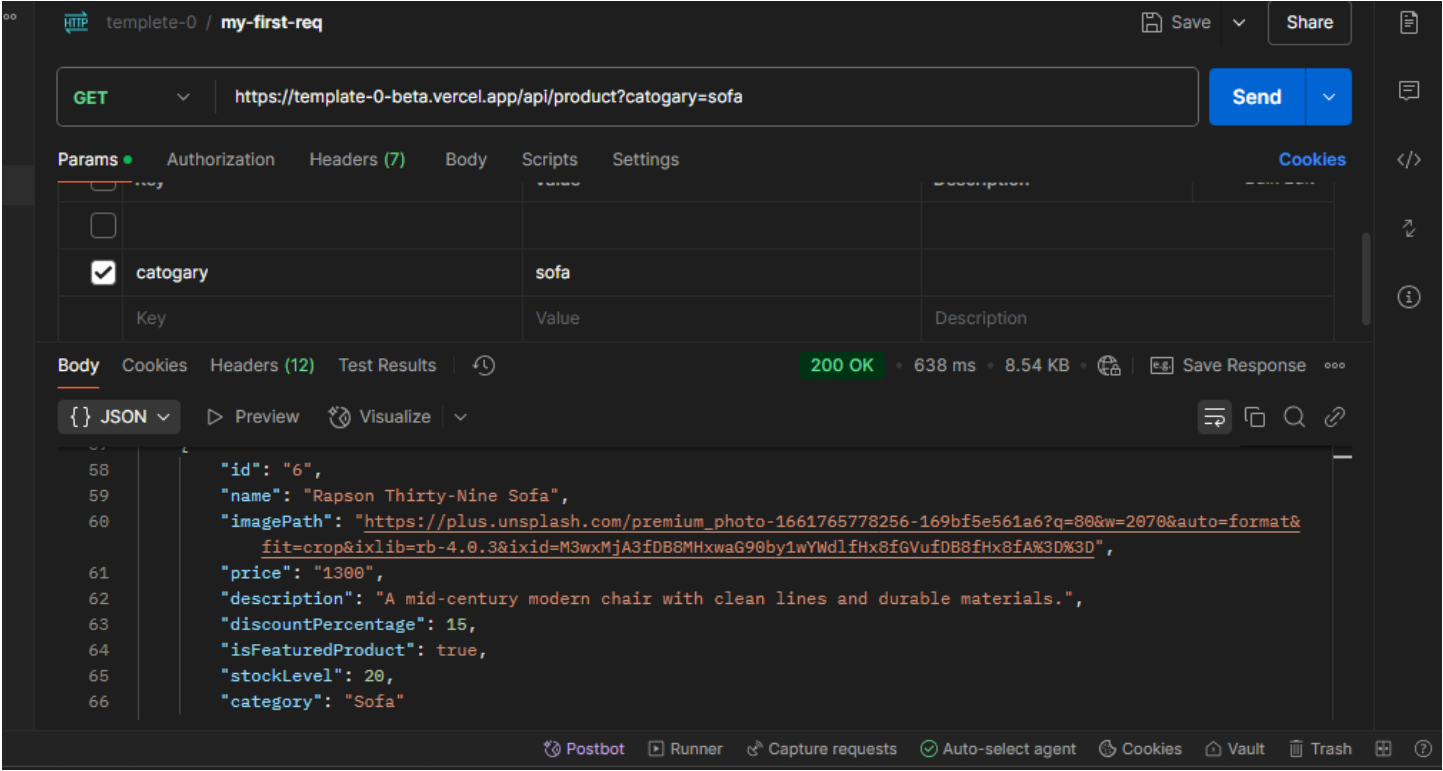 templete-0 / my-first-req Save Share
GET https://template-0-beta.vercel.app/api/product?catogary=sofa Send
Params Authorization Headers (7) Body Scripts Settings Cookies
catogary sofa
Key Value Description
Body Cookies Headers (12) Test Results 200 OK • 638 ms • 8.54 KB • e.g. Save Response
{} JSON Preview Visualize
58 "id": "6",
59 "name": "Rapson Thirty-Nine Sofa",
60 "imagePath": "https://plus.unsplash.com/premium_photo-1661765778256-169bf5e561a6?q=80&w=2070&auto=format&
fit=crop&ixlib=rb-4.0.3&ixid=M3wxMjA3fDB8MHxwaG90by1wYWdlfHx8fGVufDB8fHx8fA%3D%3D",
61 "price": "1300",
62 "description": "A mid-century modern chair with clean lines and durable materials.",
63 "discountPercentage": 15,
64 "isFeaturedProduct": true,
65 "stockLevel": 20,
66 "category": "Sofa"
Postbot Runner Capture requests Auto-select agent Cookies Vault Trash